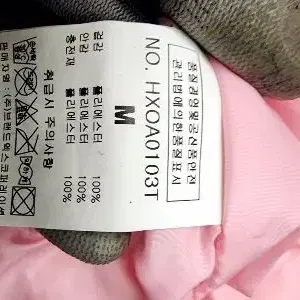 품질경영및공산품안전
관리법에의한품질표시
NO. HXOA0103T
M
겉감 폴리에스터 100%
안감 폴리에스터 100%
충전재 폴리에스터 100%
취급시 주의사항